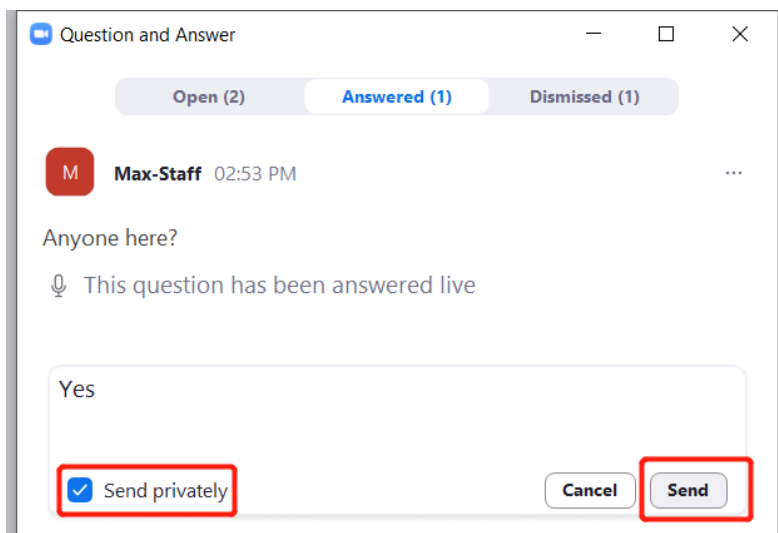 Question and Answer
Open (2) Answered (1) Dismissed (1)
M Max-Staff 02:53 PM
Anyone here?
This question has been answered live
Yes
Send privately Cancel Send